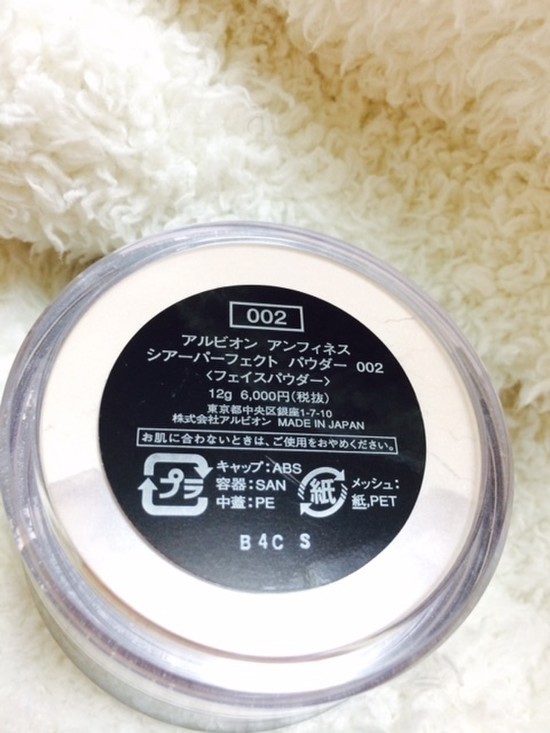 002
アルビオン アンフィネス
シアーパーフェクト パウダー 002
〈フェイスパウダー〉
12g 6,000円(税抜)
東京都中央区銀座1-7-10
株式会社アルビオン MADE IN JAPAN
お肌に合わないときは、ご使用をおやめください。
プラ
キャップ:ABS
容器:SAN
中蓋:PE
紙
メッシュ:
紙,PET
B4C S